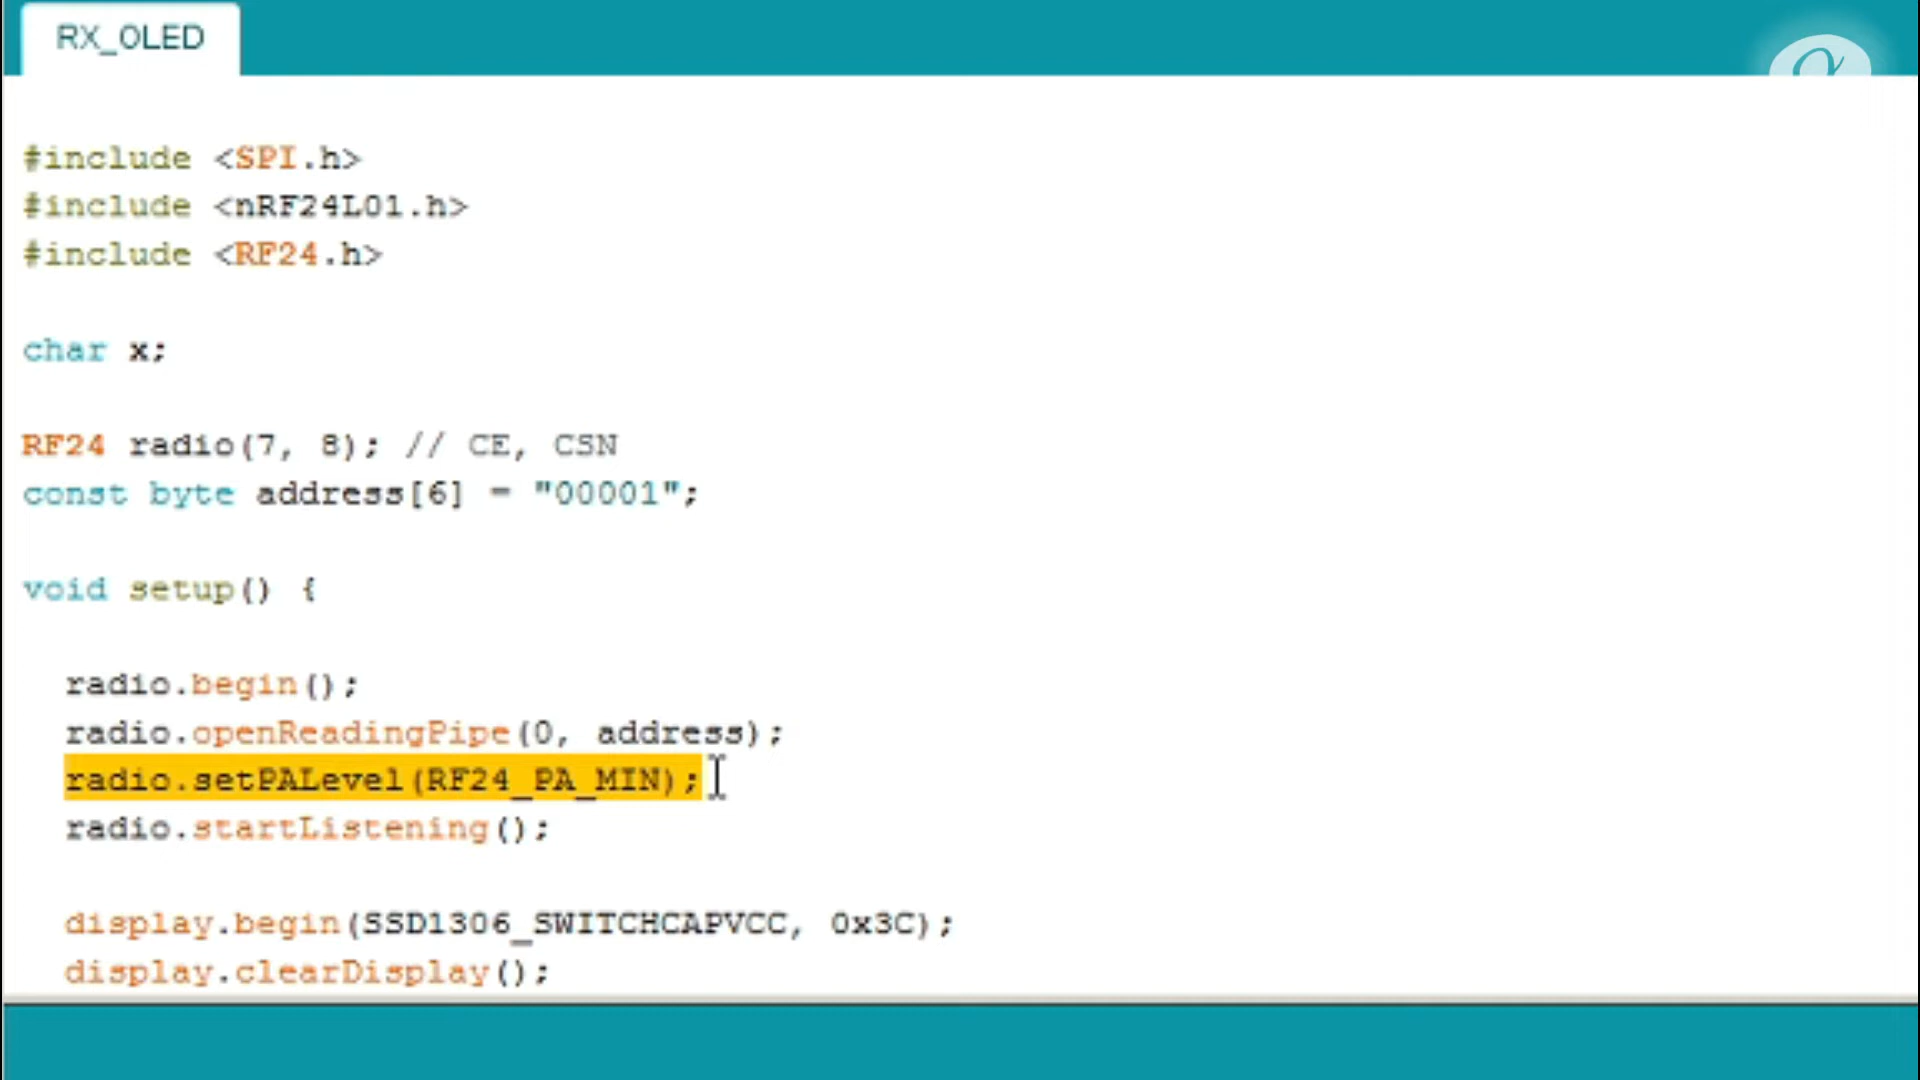 RX_OLED
#include <SPI.h>
#include <nRF24L01.h>
#include <RF24.h>
char x;
RF24 radio(7, 8); // CE, CSN
const byte address[6] = "00001";
void setup() {
radio.begin();
radio.openReadingPipe(0, address);
radio.setPALevel(RF24_PA_MIN);
radio.startListening();
display.begin(SSD1306_SWITCHCAPVCC, 0x3C);
display.clearDisplay();